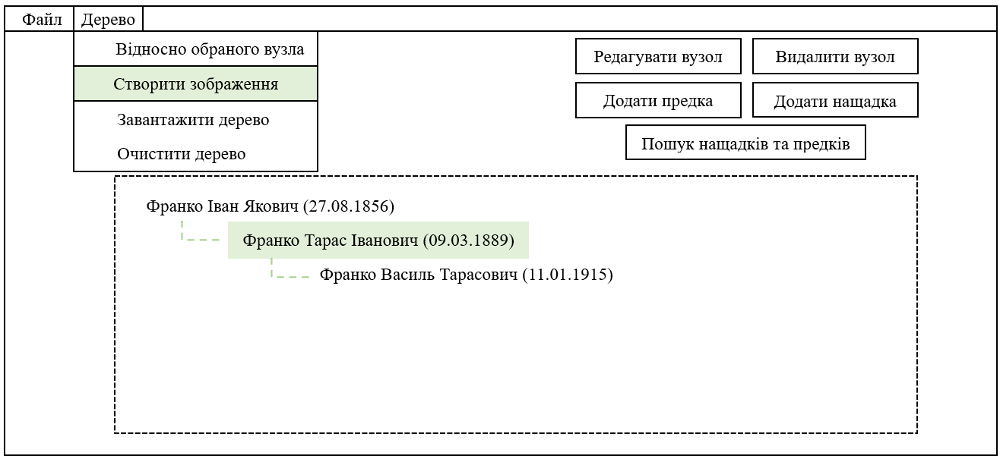 Файл
Дерево
Відносно обраного вузла
Створити зображення
Завантажити дерево
Очистити дерево
Редагувати вузол
Видалити вузол
Додати предка
Додати нащадка
Пошук нащадків та предків
Франко Іван Якович (27.08.1856)
Франко Тарас Іванович (09.03.1889)
Франко Василь Тарасович (11.01.1915)